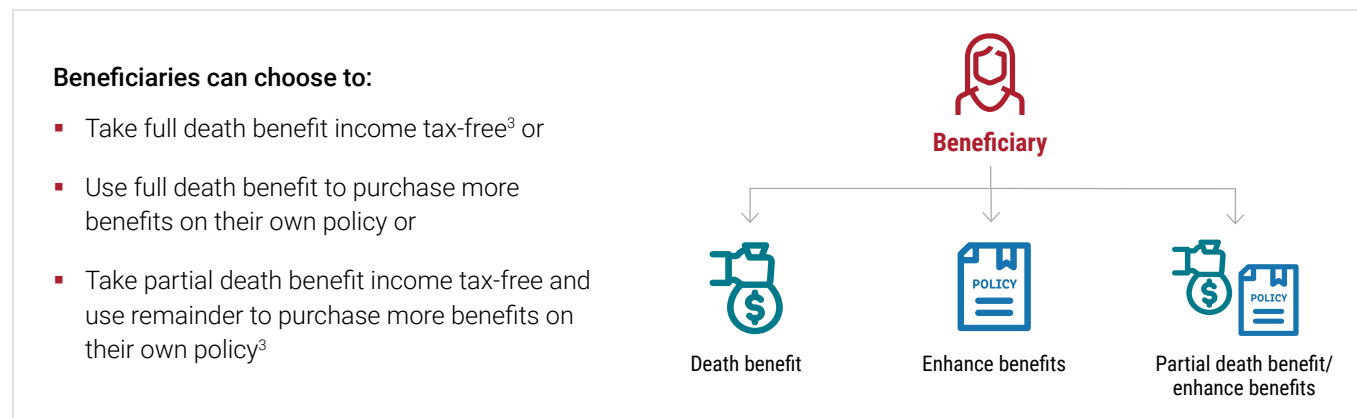 Beneficiaries can choose to:
▪ Take full death benefit income tax-free³ or
▪ Use full death benefit to purchase more
benefits on their own policy or
▪ Take partial death benefit income tax-free and
use remainder to purchase more benefits on
their own policy³
Beneficiary
$
Death benefit
POLICY
Enhance benefits
$
POLICY
Partial death benefit/
enhance benefits